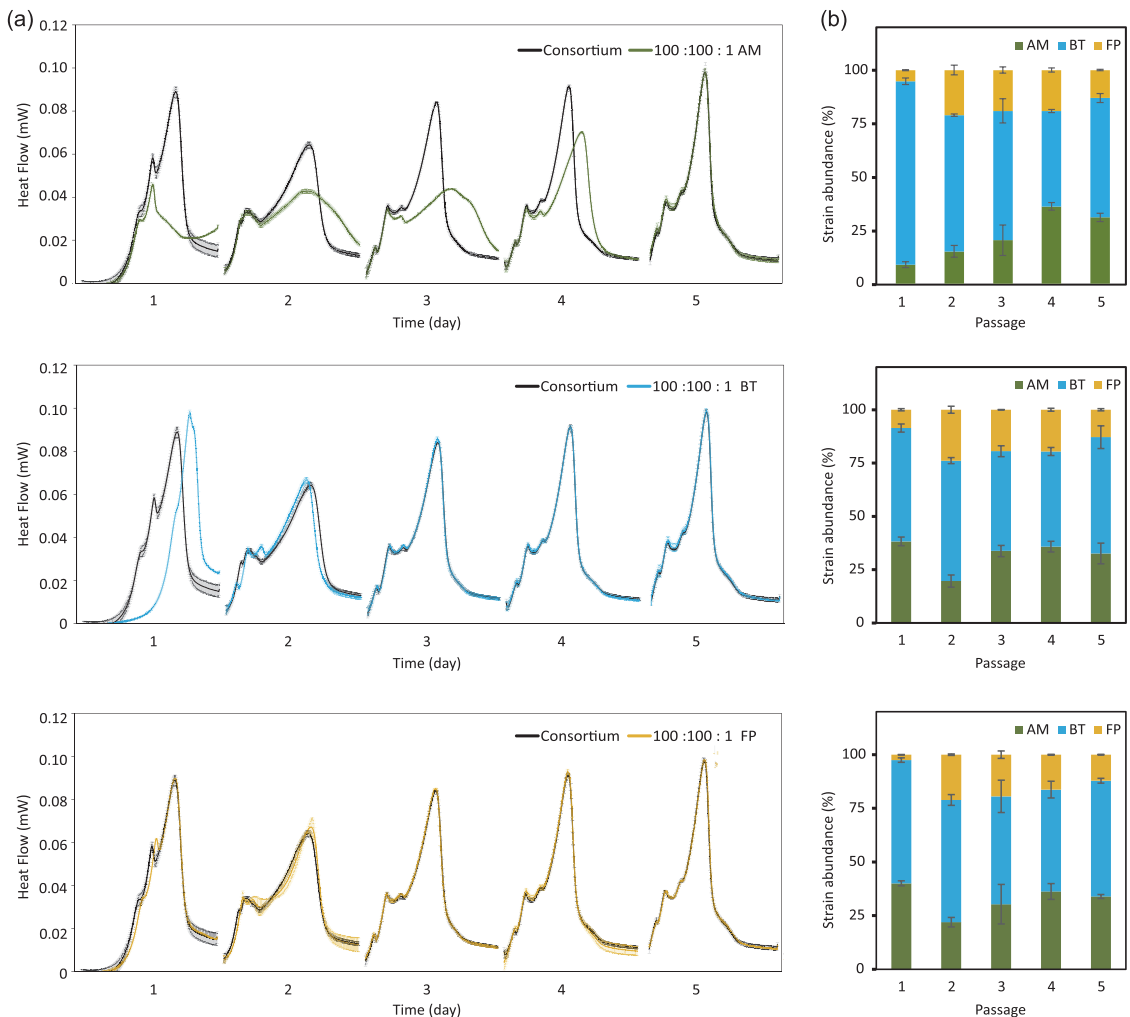 (a)
(b)
Heat Flow (mW)
0.12
0.10
0.08
0.06
0.04
0.02
0
Consortium 100 :100 : 1 AM
1 2 3 4 5
Time (day)
AM BT FP
Strain abundance (%)
100
75
50
25
0
1 2 3 4 5
Passage
Heat Flow (mW)
0.12
0.10
0.08
0.06
0.04
0.02
0
Consortium 100 :100 : 1 BT
1 2 3 4 5
Time (day)
AM BT FP
Strain abundance (%)
100
75
50
25
0
1 2 3 4 5
Passage
Heat Flow (mW)
0.12
0.10
0.08
0.06
0.04
0.02
0
Consortium 100 :100 : 1 FP
1 2 3 4 5
Time (day)
AM BT FP
Strain abundance (%)
100
75
50
25
0
1 2 3 4 5
Passage